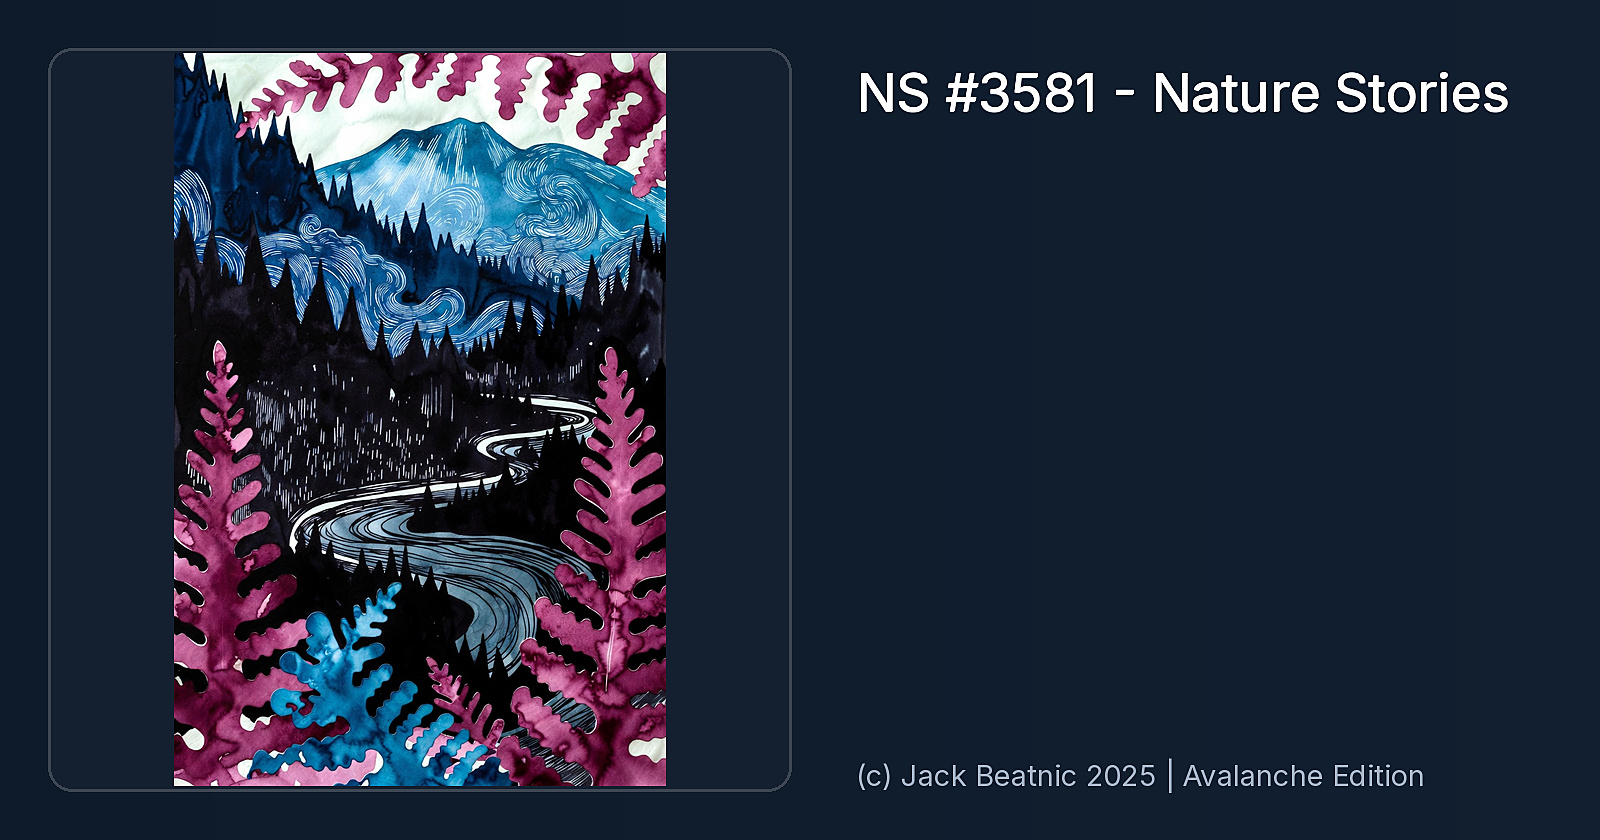 NS #3581 - Nature Stories
(c) Jack Beatnic 2025 | Avalanche Edition